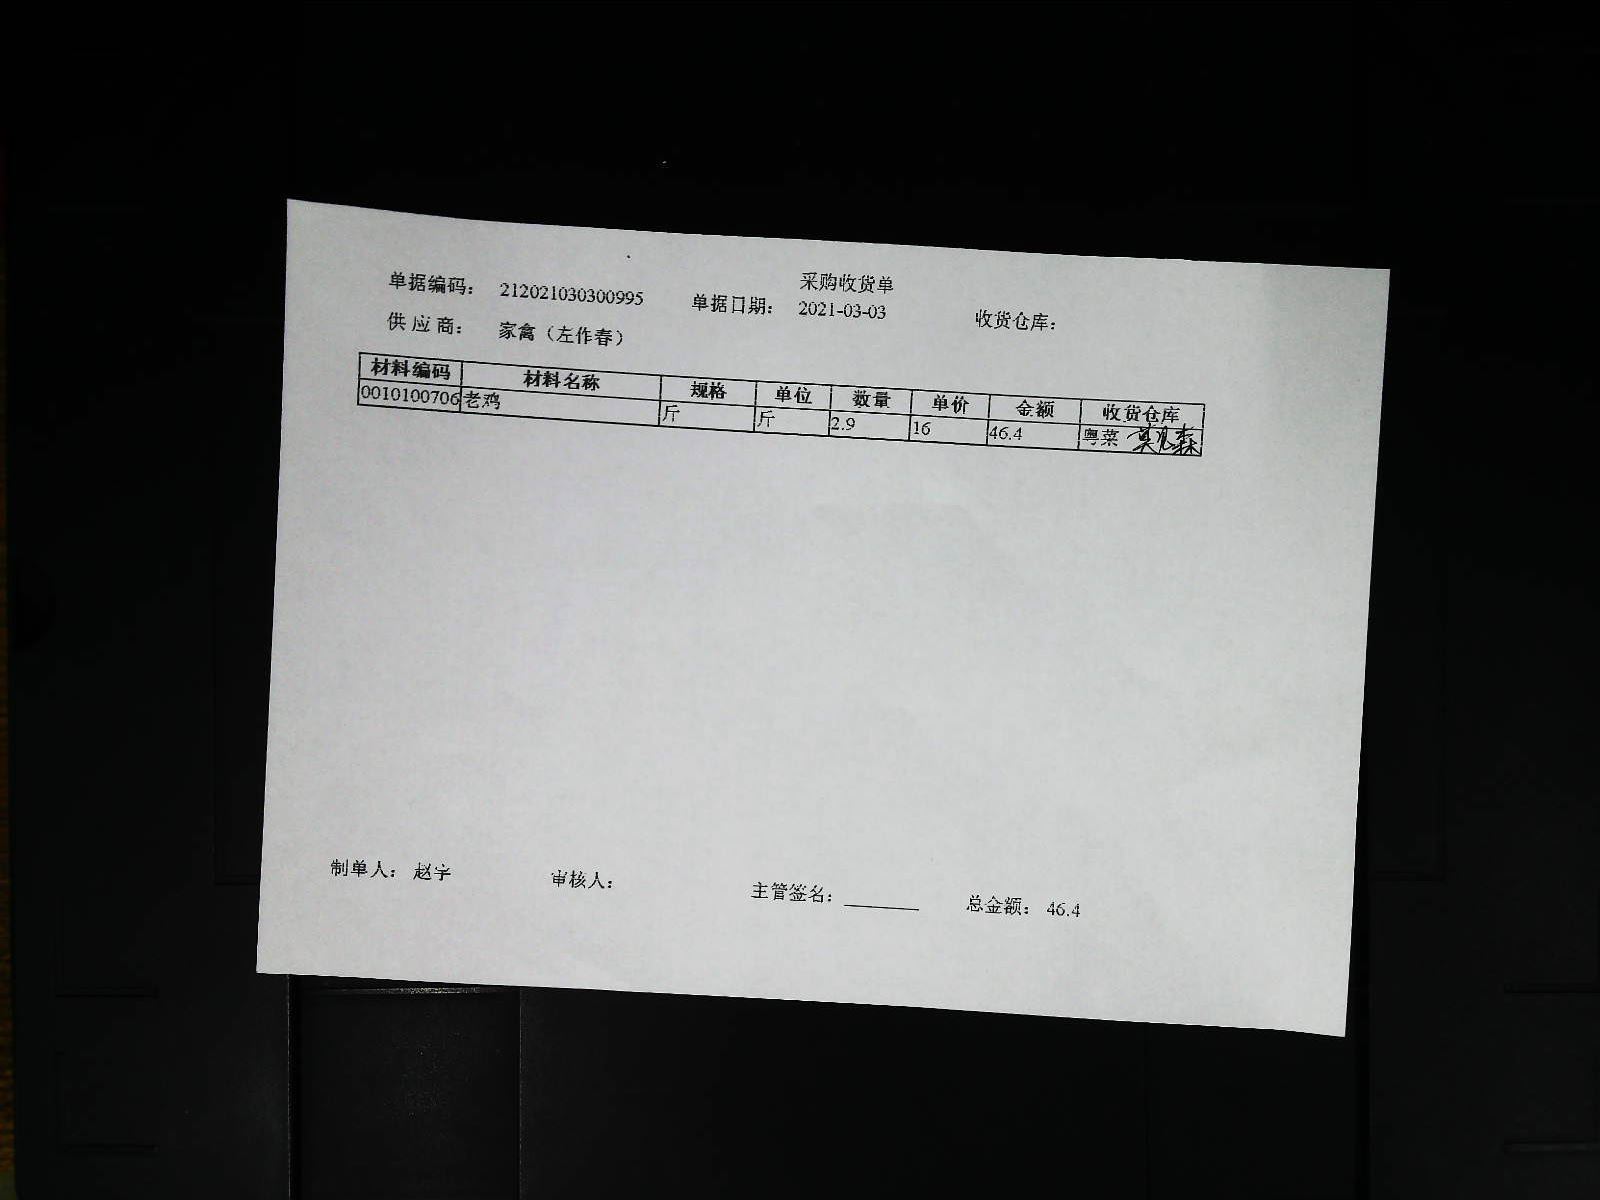 采购收货单
单据编码： 212021030300995 单据日期： 2021-03-03 收货仓库：
供 应 商： 家禽（左作春）
材料编码 材料名称 规格 单位 数量 单价 金额 收货仓库
0010100706 老鸡 斤 斤 2.9 16 46.4 粤菜
制单人： 赵宇 审核人： 主管签名： 总金额： 46.4